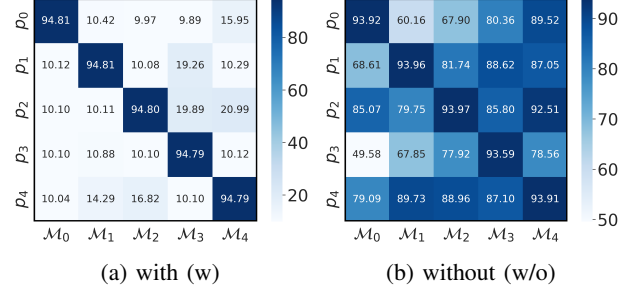 p0 94.81 10.42 9.97 9.89 15.95
p1 10.12 94.81 10.08 19.26 10.29
p2 10.10 10.11 94.80 19.89 20.99
p3 10.10 10.88 10.10 94.79 10.12
p4 10.04 14.29 16.82 10.10 94.79
ℳ0 ℳ1 ℳ2 ℳ3 ℳ4
80
60
40
20
(a) with (w)
p0 93.92 60.16 67.90 80.36 89.52
p1 68.61 93.96 81.74 88.62 87.05
p2 85.07 79.75 93.97 85.80 92.51
p3 49.58 67.85 77.92 93.59 78.56
p4 79.09 89.73 88.96 87.10 93.91
ℳ0 ℳ1 ℳ2 ℳ3 ℳ4
90
80
70
60
50
(b) without (w/o)